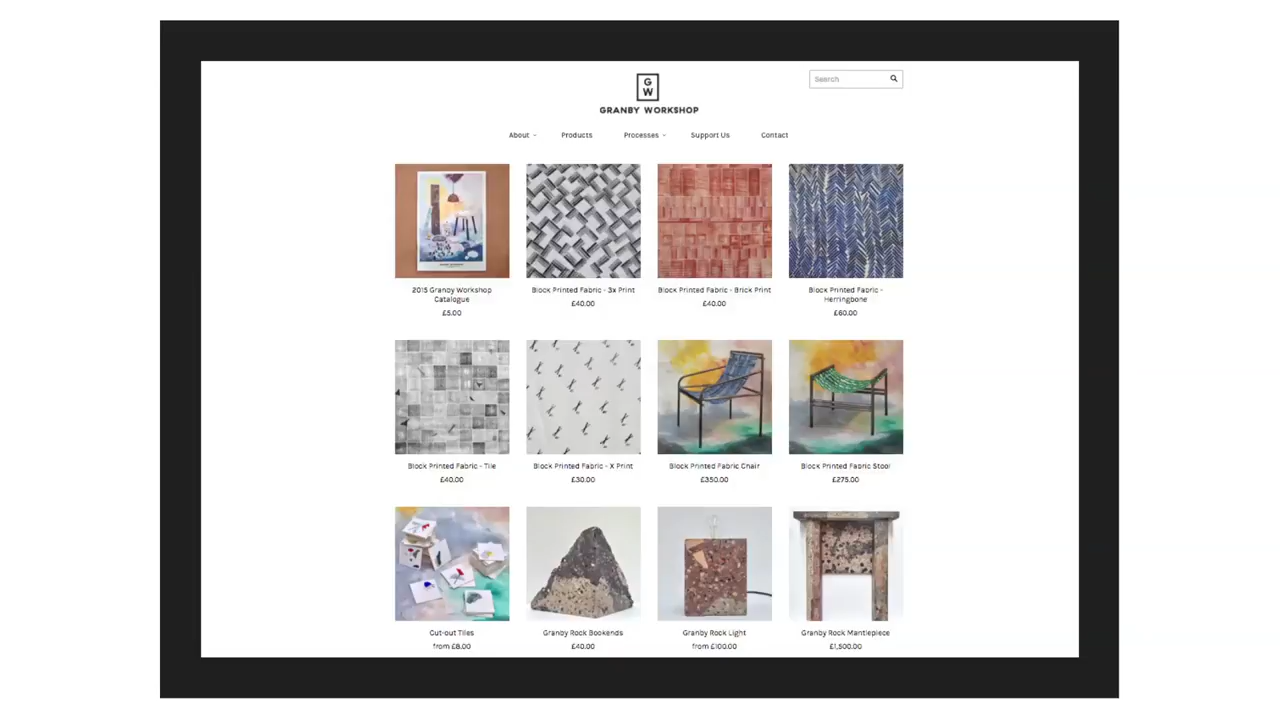 Search
G
W
GRANBY WORKSHOP
About
Products
Processes
Support Us
Contact
2015 Granby Workshop
Catalogue
£5.00
Block Printed Fabric - 3x Print
£40.00
Block Printed Fabric - Brick Print
£40.00
Block Printed Fabric -
Herringbone
£60.00
Block Printed Fabric - Tile
£40.00
Block Printed Fabric - X Print
£30.00
Block Printed Fabric Chair
£350.00
Block Printed Fabric Stool
£275.00
Cut-out Tiles
from £8.00
Granby Rock Bookends
£40.00
Granby Rock Light
from £100.00
Granby Rock Mantlepiece
£1,500.00